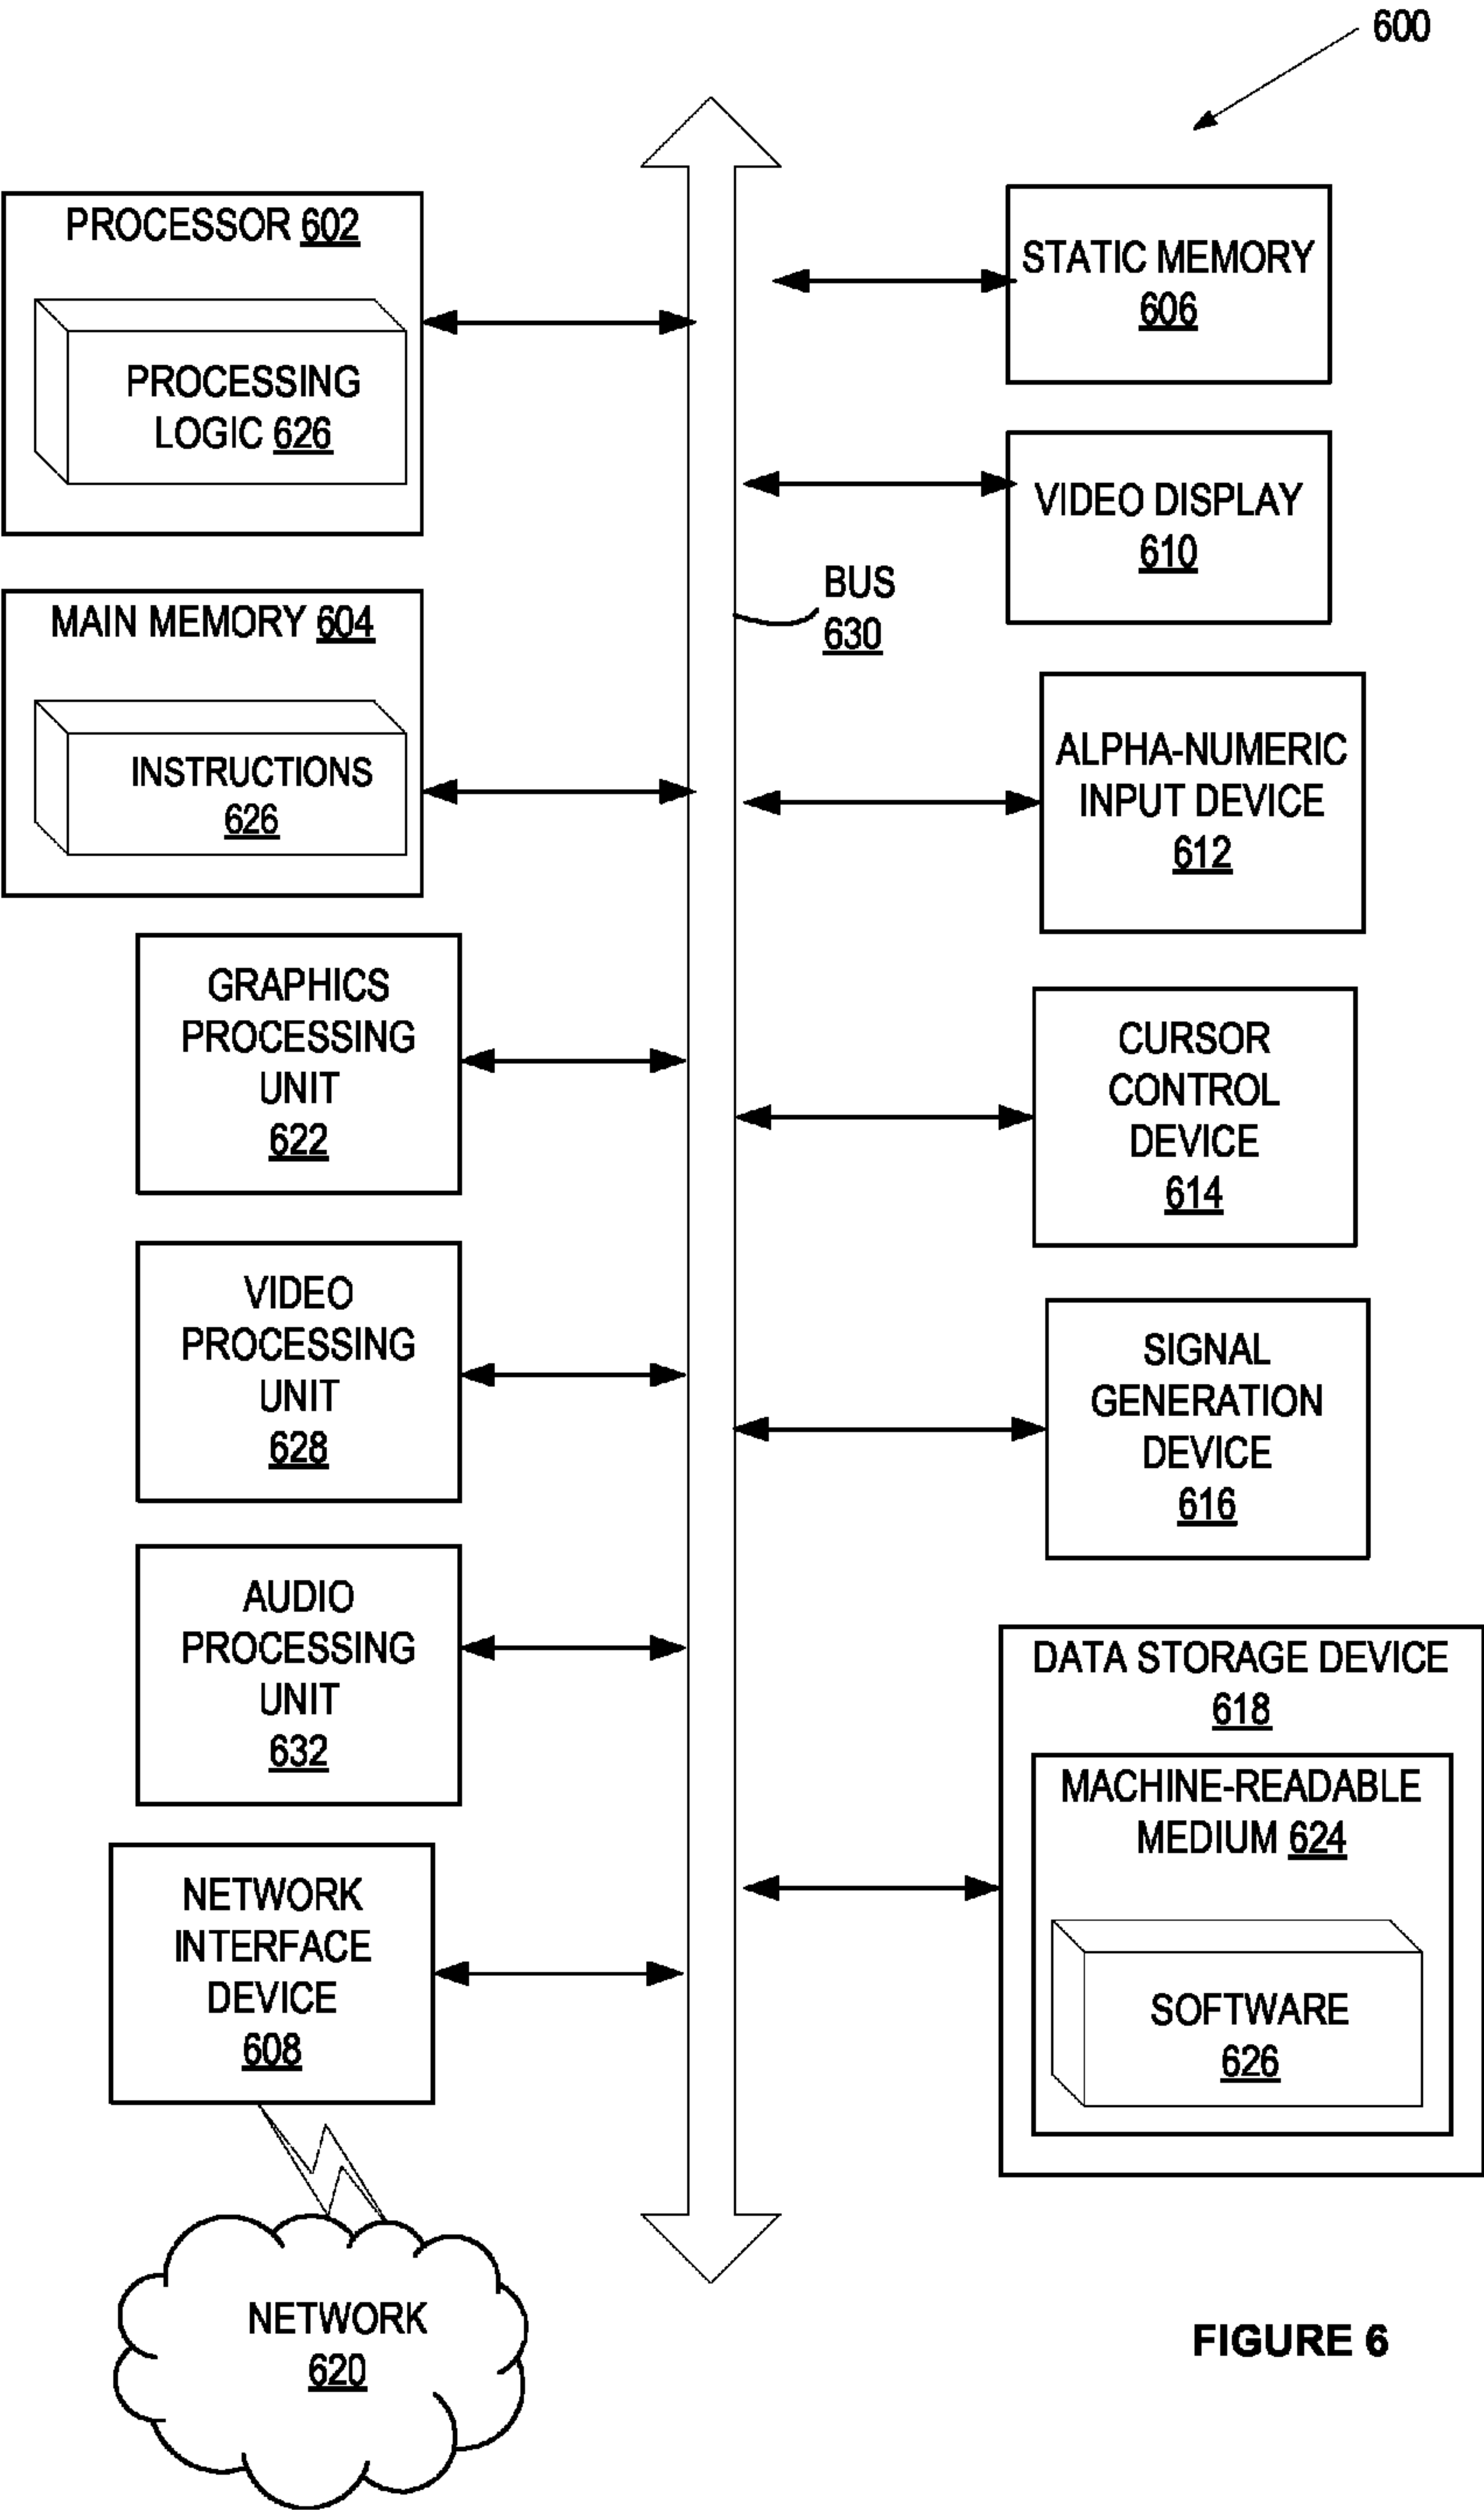 600
PROCESSOR 602
PROCESSING
LOGIC 626
MAIN MEMORY 604
INSTRUCTIONS
626
GRAPHICS
PROCESSING
UNIT
622
VIDEO
PROCESSING
UNIT
628
AUDIO
PROCESSING
UNIT
632
NETWORK
INTERFACE
DEVICE
608
NETWORK
620
BUS
630
STATIC MEMORY
606
VIDEO DISPLAY
610
ALPHA-NUMERIC
INPUT DEVICE
612
CURSOR
CONTROL
DEVICE
614
SIGNAL
GENERATION
DEVICE
616
DATA STORAGE DEVICE
618
MACHINE-READABLE
MEDIUM 624
SOFTWARE
626
FIGURE 6